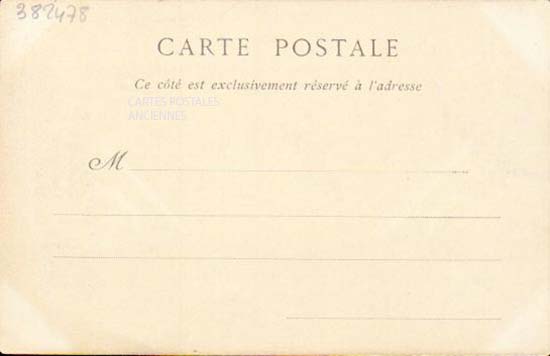 382478
CARTE POSTALE
Ce côté est exclusivement réservé à l'adresse
CARTES POSTALES
ANCIENNES
M